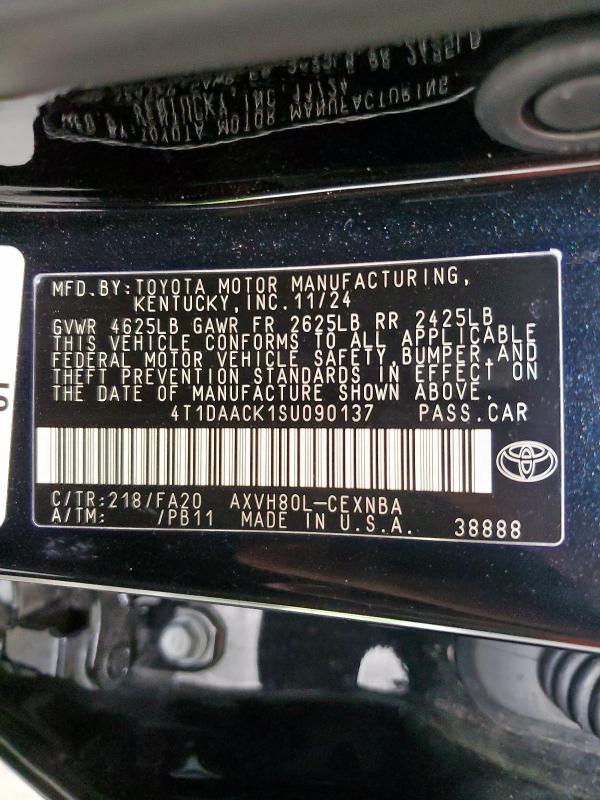 MFD.BY:TOYOTA MOTOR MANUFACTURING,
KENTUCKY,INC.11/24
GVWR 4625LB GAWR FR 2625LB RR 2425LB
THIS VEHICLE CONFORMS TO ALL APPLICABLE
FEDERAL MOTOR VEHICLE SAFETY,BUMPER,AND
THEFT PREVENTION STANDARDS IN EFFECT ON
THE DATE OF MANUFACTURE SHOWN ABOVE.
4T1DAACK1SU090137 PASS.CAR
C/TR:218/FA20 AXVH80L-CEXNBA
A/TM: /PB11 MADE IN U.S.A. 38888